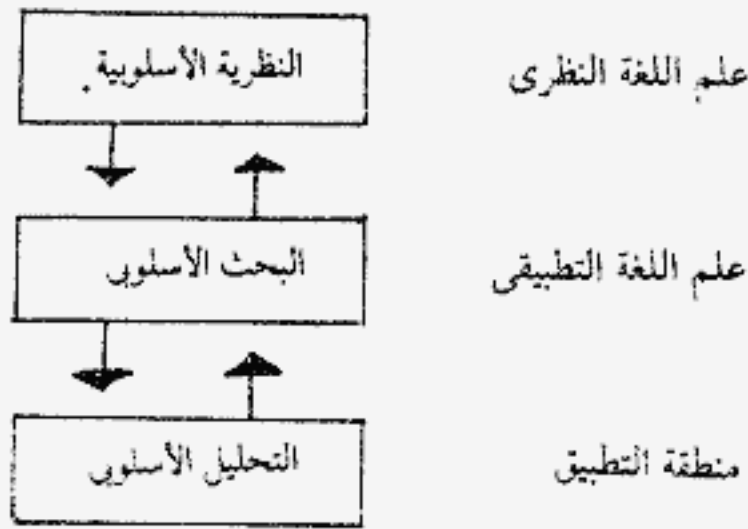 علم اللغة النظرى
النظرية الأسلوبية
علم اللغة التطبيقى
البحث الأسلوبى
منطقة التطبيق
التحليل الأسلوبى